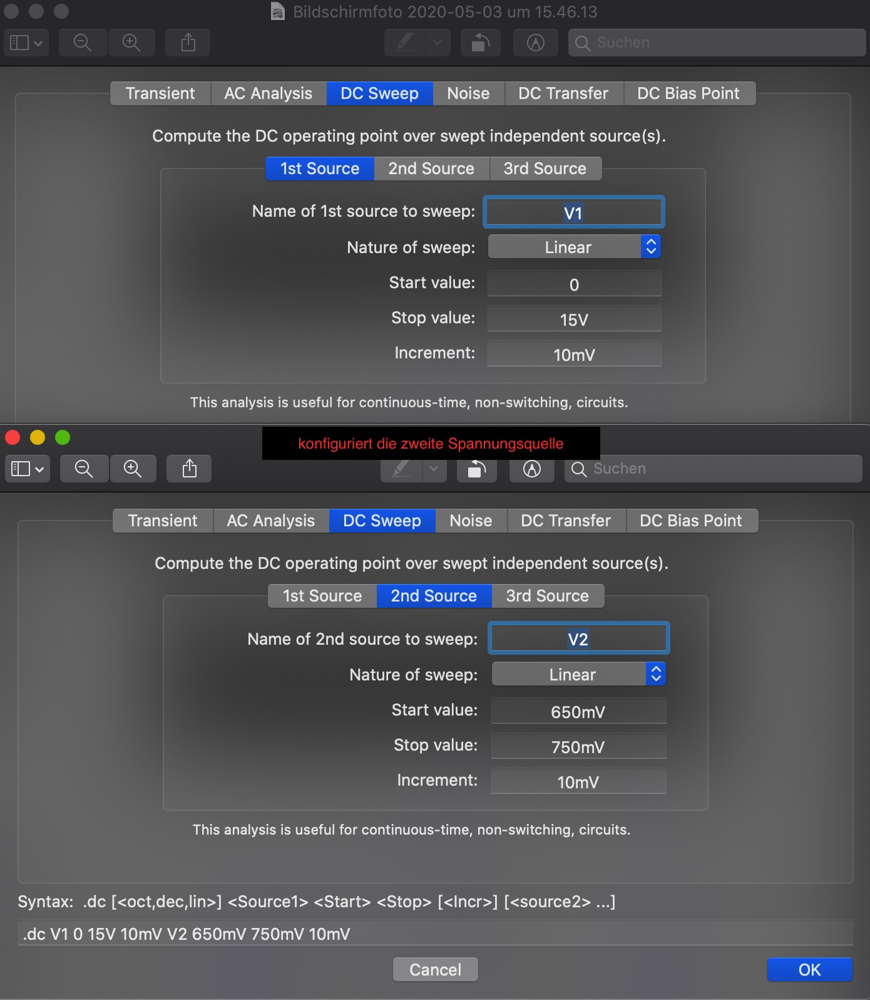 Bildschirmfoto 2020-05-03 um 15.46.13
Suchen
Transient AC Analysis DC Sweep Noise DC Transfer DC Bias Point
Compute the DC operating point over swept independent source(s).
1st Source 2nd Source 3rd Source
Name of 1st source to sweep: V1
Nature of sweep: Linear
Start value: 0
Stop value: 15V
Increment: 10mV
This analysis is useful for continuous-time, non-switching, circuits.
konfiguriert die zweite Spannungsquelle
Suchen
Transient AC Analysis DC Sweep Noise DC Transfer DC Bias Point
Compute the DC operating point over swept independent source(s).
1st Source 2nd Source 3rd Source
Name of 2nd source to sweep: V2
Nature of sweep: Linear
Start value: 650mV
Stop value: 750mV
Increment: 10mV
This analysis is useful for continuous-time, non-switching, circuits.
Syntax: .dc [<oct,dec,lin>] <Source1> <Start> <Stop> [<Incr>] [<source2> ...]
.dc V1 0 15V 10mV V2 650mV 750mV 10mV
Cancel OK